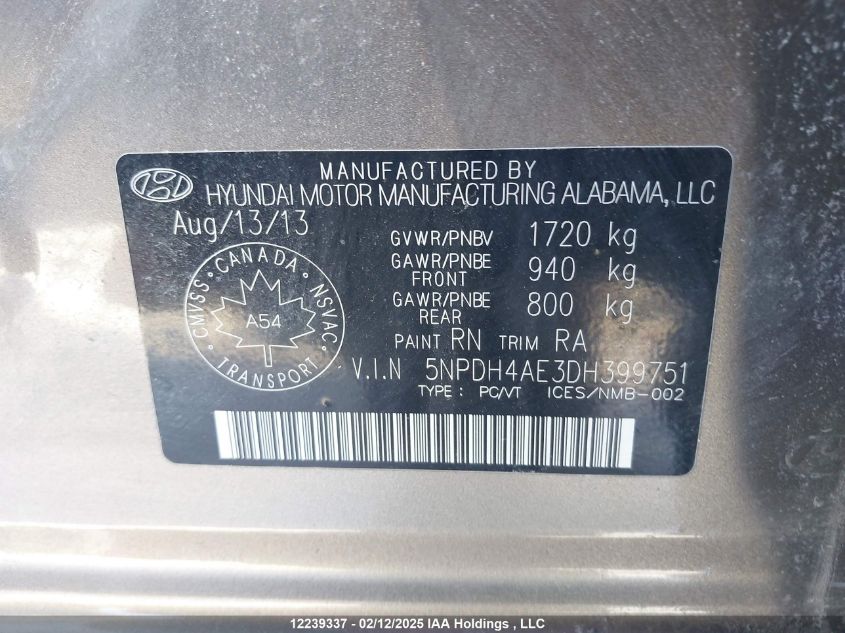 MANUFACTURED BY
HYUNDAI MOTOR MANUFACTURING ALABAMA, LLC
Aug/13/13
GVWR/PNBV 1720 kg
GAWR/PNBE FRONT 940 kg
GAWR/PNBE REAR 800 kg
CMVSS · CANADA · NSVAC · TRANSPORT ·
A54
PAINT RN TRIM RA
V.I.N 5NPDH4AE3DH399751
TYPE : PC/VT ICES/NMB-002
12239337 - 02/12/2025 IAA Holdings , LLC